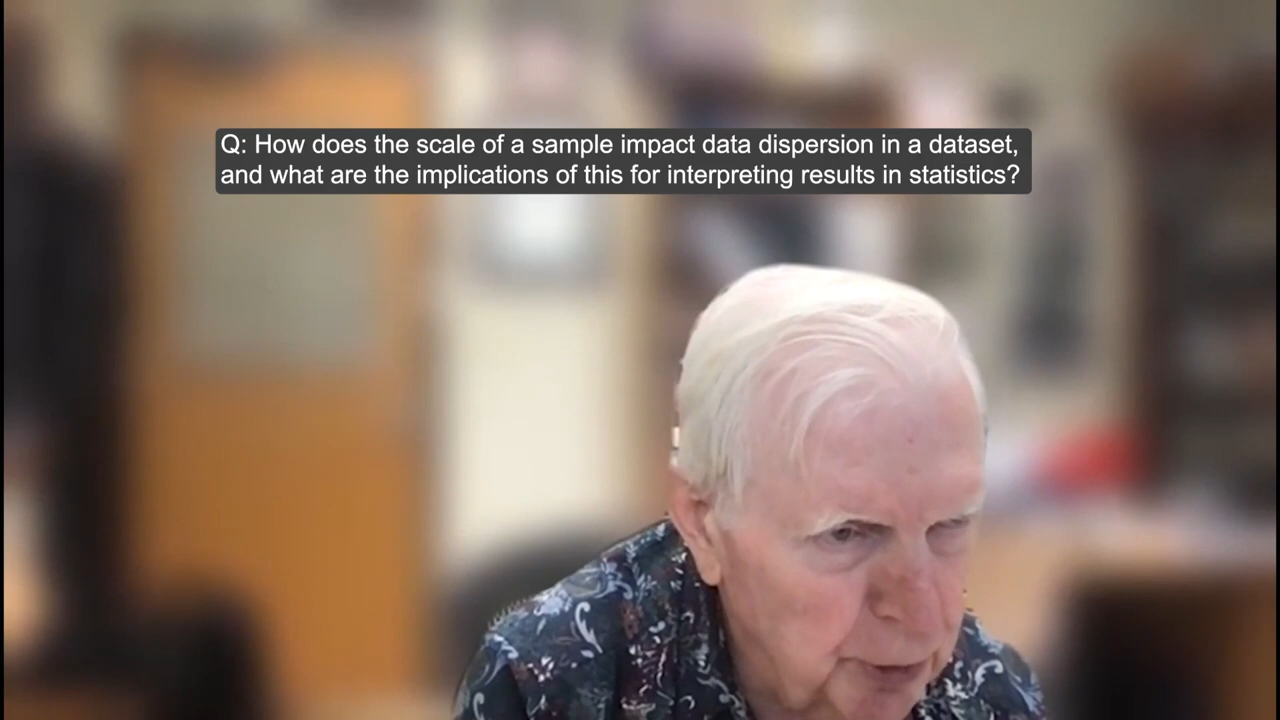 Q: How does the scale of a sample impact data dispersion in a dataset,
and what are the implications of this for interpreting results in statistics?